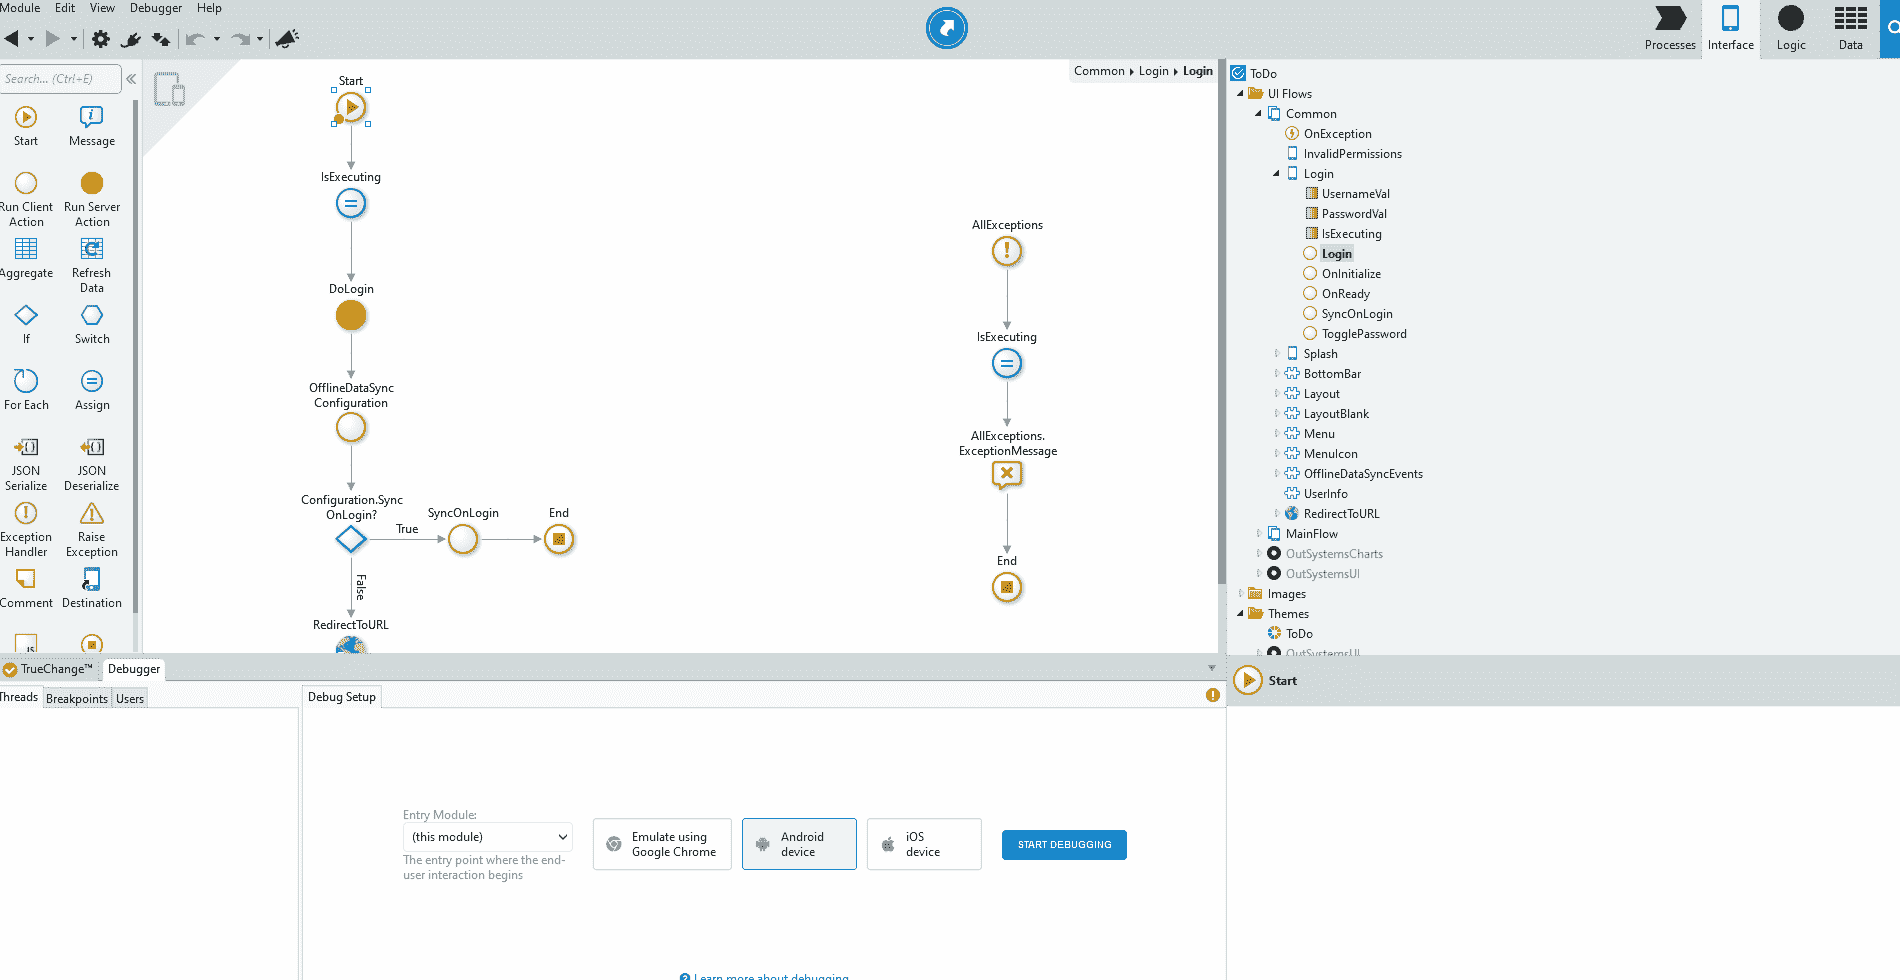 Module Edit View Debugger Help
Processes Interface Logic Data
Search... (Ctrl+E)
Start
Message
Run Client
Action
Run Server
Action
Aggregate
Refresh
Data
If
Switch
For Each
Assign
JSON
Serialize
JSON
Deserialize
Exception
Handler
Raise
Exception
Comment
Destination
JS
Common Login Login
Start
IsExecuting
DoLogin
OfflineDataSync
Configuration
Configuration.Sync
OnLogin?
True
SyncOnLogin
End
False
RedirectToURL
AllExceptions
IsExecuting
AllExceptions.
ExceptionMessage
End
ToDo
UI Flows
Common
OnException
InvalidPermissions
Login
UsernameVal
PasswordVal
IsExecuting
Login
OnInitialize
OnReady
SyncOnLogin
TogglePassword
Splash
BottomBar
Layout
LayoutBlank
Menu
MenuIcon
OfflineDataSyncEvents
UserInfo
RedirectToURL
MainFlow
OutSystemsCharts
OutSystemsUI
Images
Themes
ToDo
OutSystemsUI
Start
TrueChange™ Debugger
Threads Breakpoints Users
Debug Setup
Entry Module:
(this module)
The entry point where the end-
user interaction begins
Emulate using
Google Chrome
Android
device
iOS
device
START DEBUGGING
Learn more about debugging